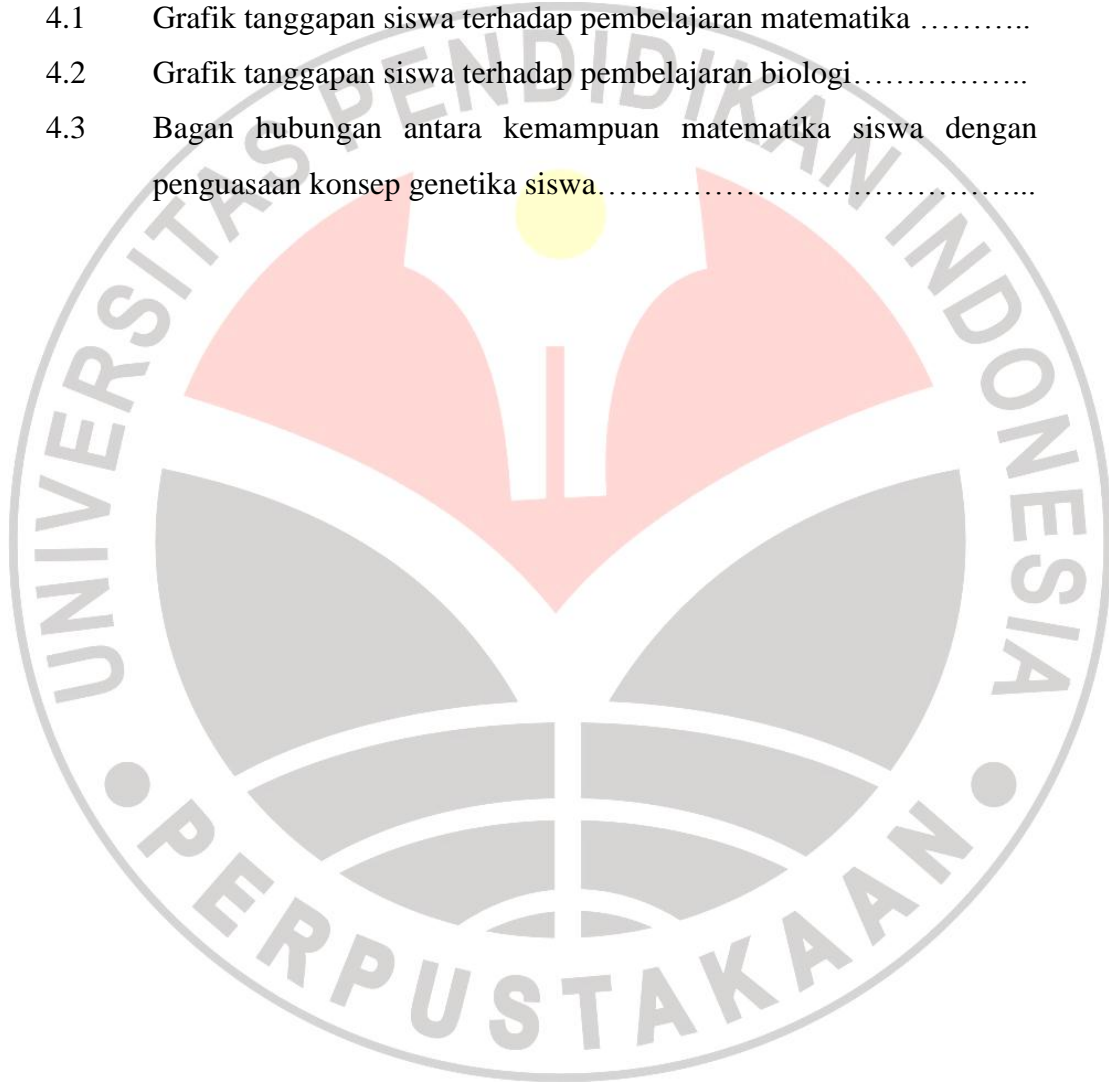 4.1 Grafik tanggapan siswa terhadap pembelajaran matematika ………..
4.2 Grafik tanggapan siswa terhadap pembelajaran biologi……………..
4.3 Bagan hubungan antara kemampuan matematika siswa dengan
penguasaan konsep genetika siswa…………………………………...
UNIVERSITAS PENDIDIKAN INDONESIA
PERPUSTAKAAN